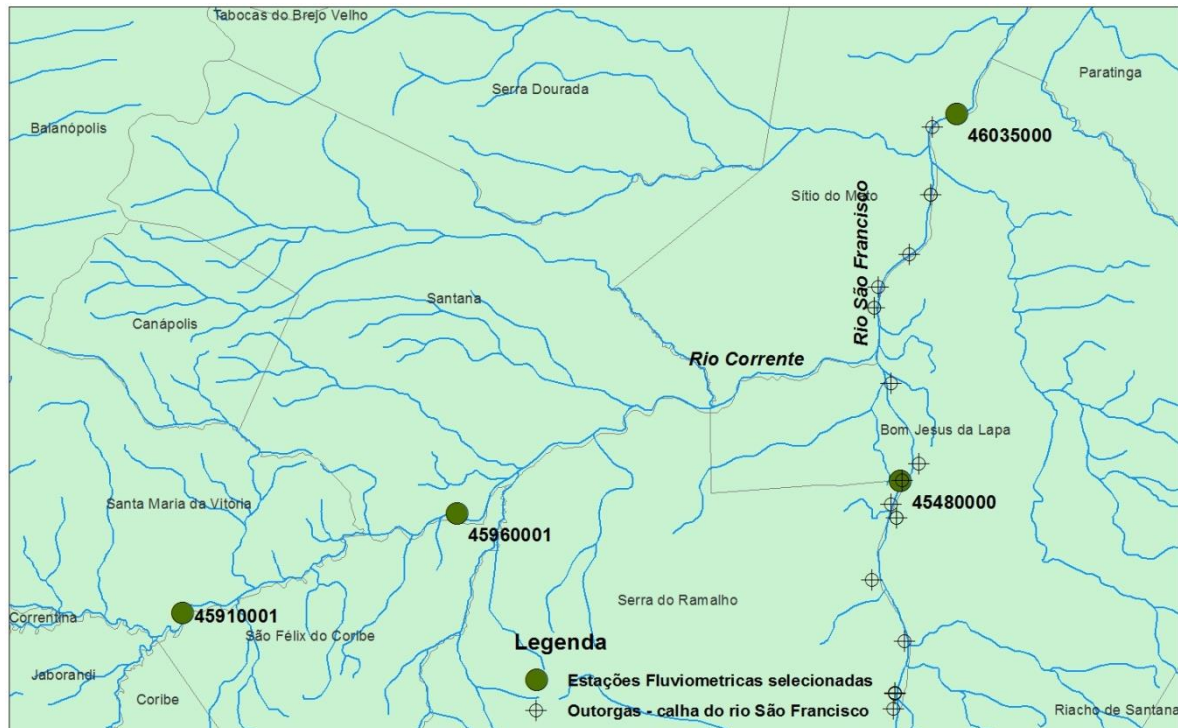 Tabocas do Brejo Velho
Serra Dourada
Paratinga
Baianópolis
46035000
Sítio do Mato
Rio São Francisco
Santana
Canápolis
Rio Corrente
Bom Jesus da Lapa
Santa Maria da Vitória
45480000
45960001
Serra do Ramalho
Correntina
45910001
São Félix do Coribe
Legenda
Jaborandi
Estações Fluviometricas selecionadas
Coribe
Outorgas - calha do rio São Francisco
Riacho de Santana